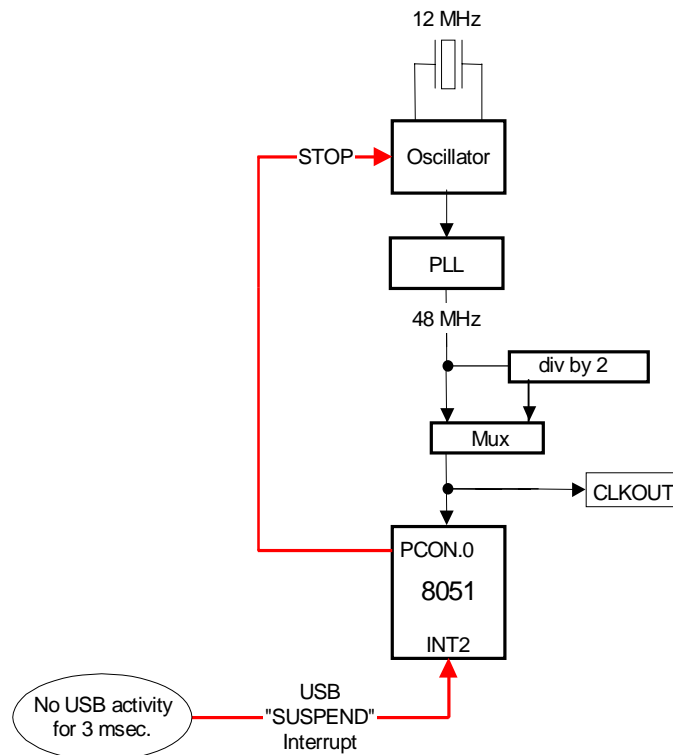 12 MHz
STOP
Oscillator
PLL
48 MHz
div by 2
Mux
CLKOUT
PCON.0
8051
INT2
No USB activity
for 3 msec.
USB
"SUSPEND"
Interrupt